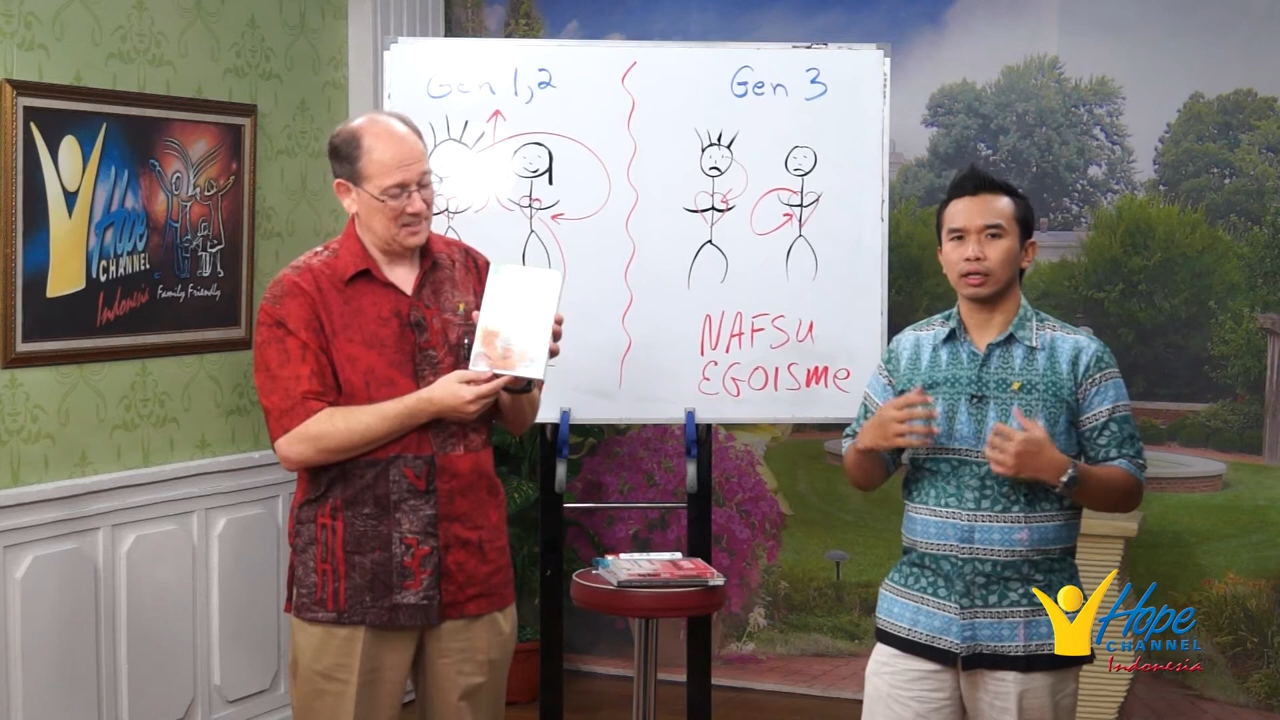 Gen 1,2
Gen 3
NAFSU
EGOISme
Hope
CHANNEL
Indonesia
Family Friendly
Hope
CHANNEL
Indonesia